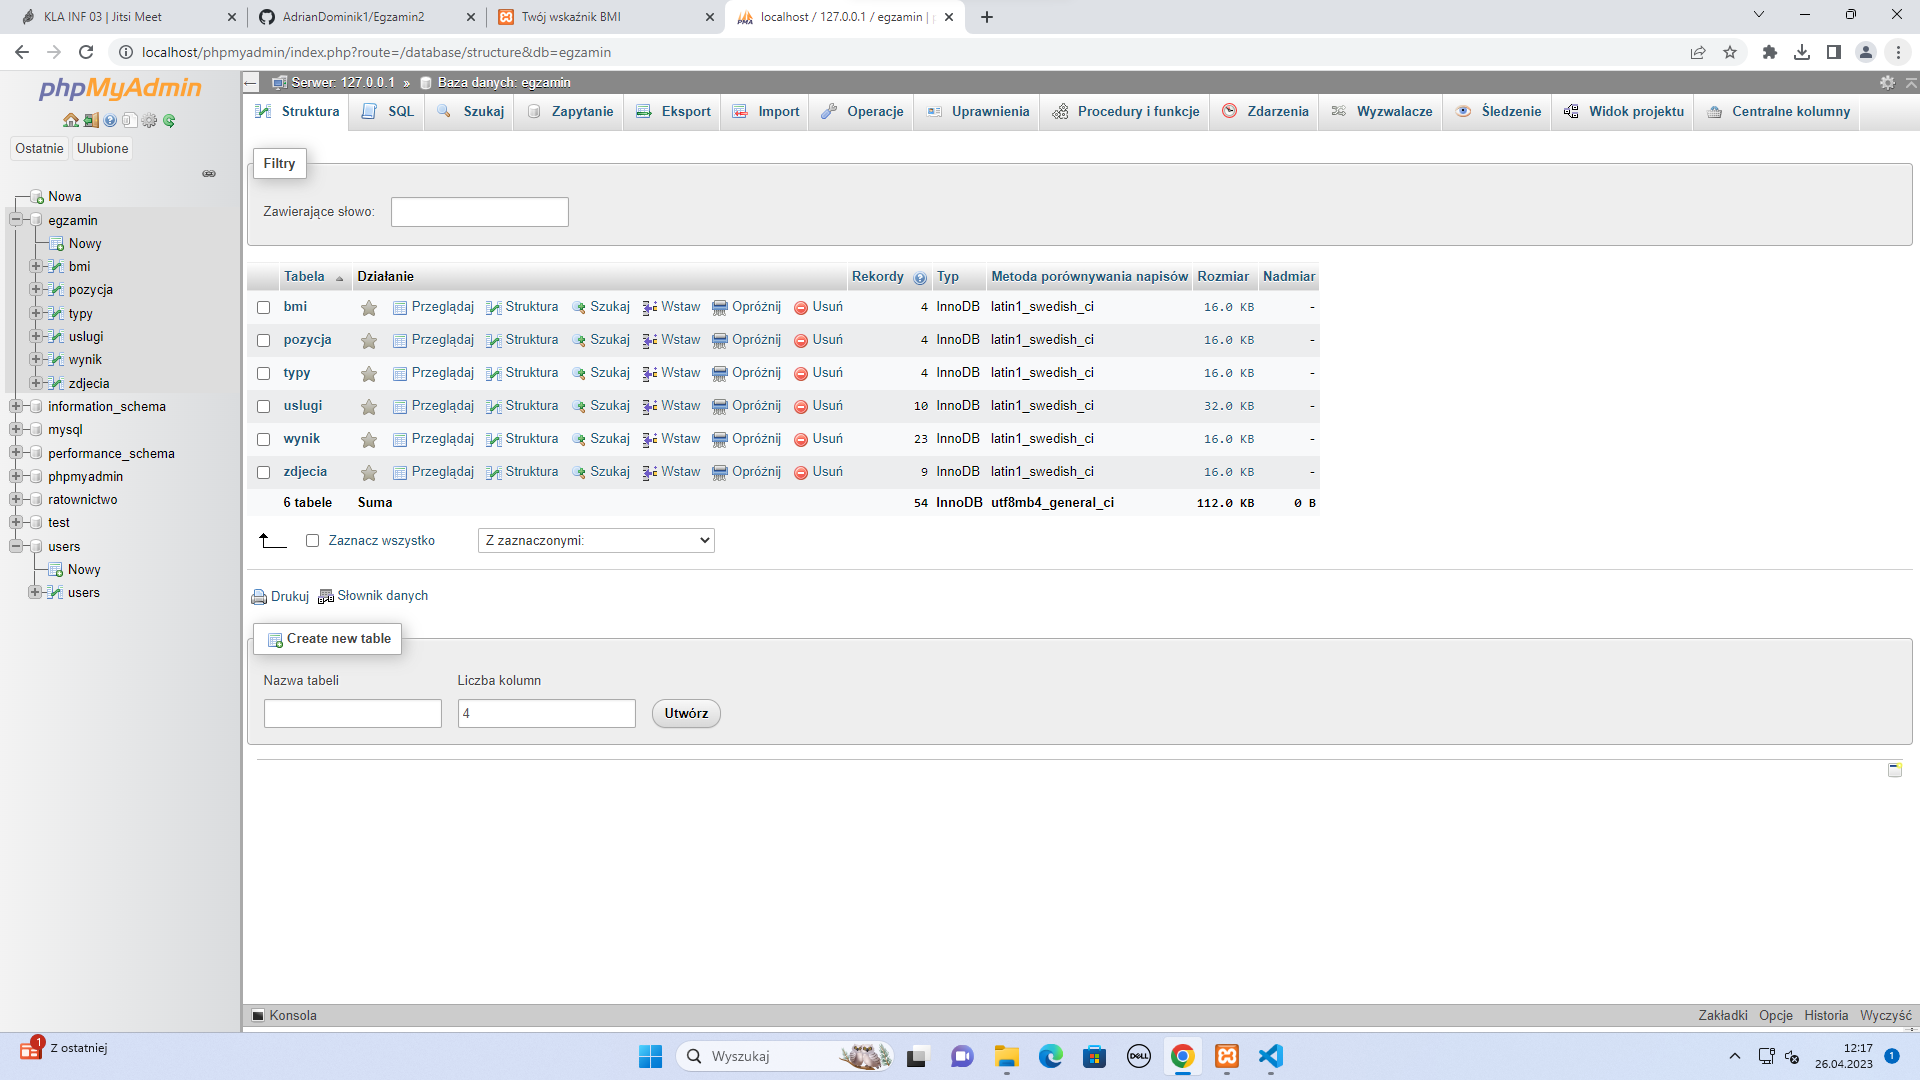 KLA INF 03 | Jitsi Meet
AdrianDominik1/Egzamin2
Twój wskaźnik BMI
localhost / 127.0.0.1 / egzamin |
localhost/phpmyadmin/index.php?route=/database/structure&db=egzamin
phpMyAdmin
Ostatnie Ulubione
Nowa
egzamin
Nowy
bmi
pozycja
typy
uslugi
wynik
zdjecia
information_schema
mysql
performance_schema
phpmyadmin
ratownictwo
test
users
Nowy
users
Serwer: 127.0.0.1 » Baza danych: egzamin
Struktura SQL Szukaj Zapytanie Eksport Import Operacje Uprawnienia Procedury i funkcje Zdarzenia Wyzwalacze Śledzenie Widok projektu Centralne kolumny
Filtry
Zawierające słowo:
Tabela Działanie Rekordy Typ Metoda porównywania napisów Rozmiar Nadmiar
bmi Przeglądaj Struktura Szukaj Wstaw Opróżnij Usuń 4 InnoDB latin1_swedish_ci 16.0 KB -
pozycja Przeglądaj Struktura Szukaj Wstaw Opróżnij Usuń 4 InnoDB latin1_swedish_ci 16.0 KB -
typy Przeglądaj Struktura Szukaj Wstaw Opróżnij Usuń 4 InnoDB latin1_swedish_ci 16.0 KB -
uslugi Przeglądaj Struktura Szukaj Wstaw Opróżnij Usuń 10 InnoDB latin1_swedish_ci 32.0 KB -
wynik Przeglądaj Struktura Szukaj Wstaw Opróżnij Usuń 23 InnoDB latin1_swedish_ci 16.0 KB -
zdjecia Przeglądaj Struktura Szukaj Wstaw Opróżnij Usuń 9 InnoDB latin1_swedish_ci 16.0 KB -
6 tabele Suma 54 InnoDB utf8mb4_general_ci 112.0 KB 0 B
Zaznacz wszystko Z zaznaczonymi:
Drukuj Słownik danych
Create new table
Nazwa tabeli Liczba kolumn
4 Utwórz
Konsola Zakładki Opcje Historia Wyczyść
1 Z ostatniej
Wyszukaj
DELL
12:17
26.04.2023
1